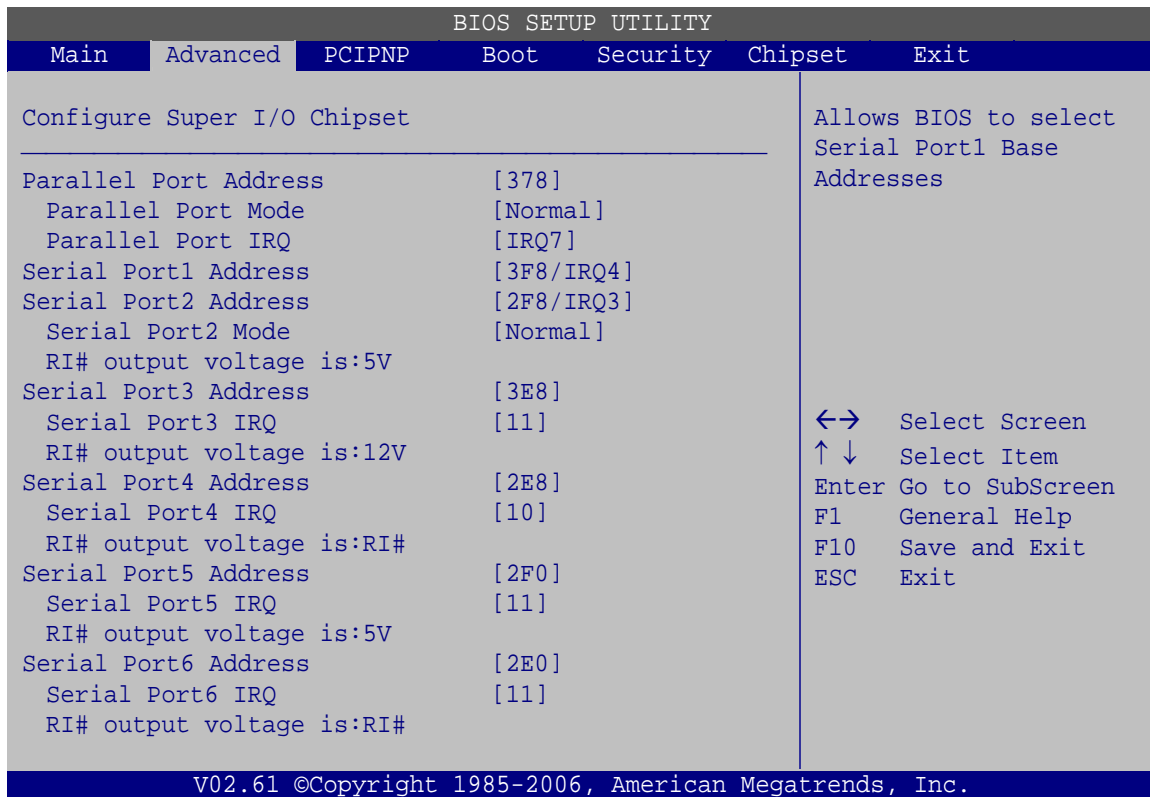 BIOS SETUP UTILITY
Main Advanced PCIPNP Boot Security Chipset Exit
Configure Super I/O Chipset
Parallel Port Address [378]
Parallel Port Mode [Normal]
Parallel Port IRQ [IRQ7]
Serial Port1 Address [3F8/IRQ4]
Serial Port2 Address [2F8/IRQ3]
Serial Port2 Mode [Normal]
RI# output voltage is:5V
Serial Port3 Address [3E8]
Serial Port3 IRQ [11]
RI# output voltage is:12V
Serial Port4 Address [2E8]
Serial Port4 IRQ [10]
RI# output voltage is:RI#
Serial Port5 Address [2F0]
Serial Port5 IRQ [11]
RI# output voltage is:5V
Serial Port6 Address [2E0]
Serial Port6 IRQ [11]
RI# output voltage is:RI#
Allows BIOS to select
Serial Port1 Base
Addresses
←→ Select Screen
↑ ↓ Select Item
Enter Go to SubScreen
F1 General Help
F10 Save and Exit
ESC Exit
V02.61 ©Copyright 1985-2006, American Megatrends, Inc.